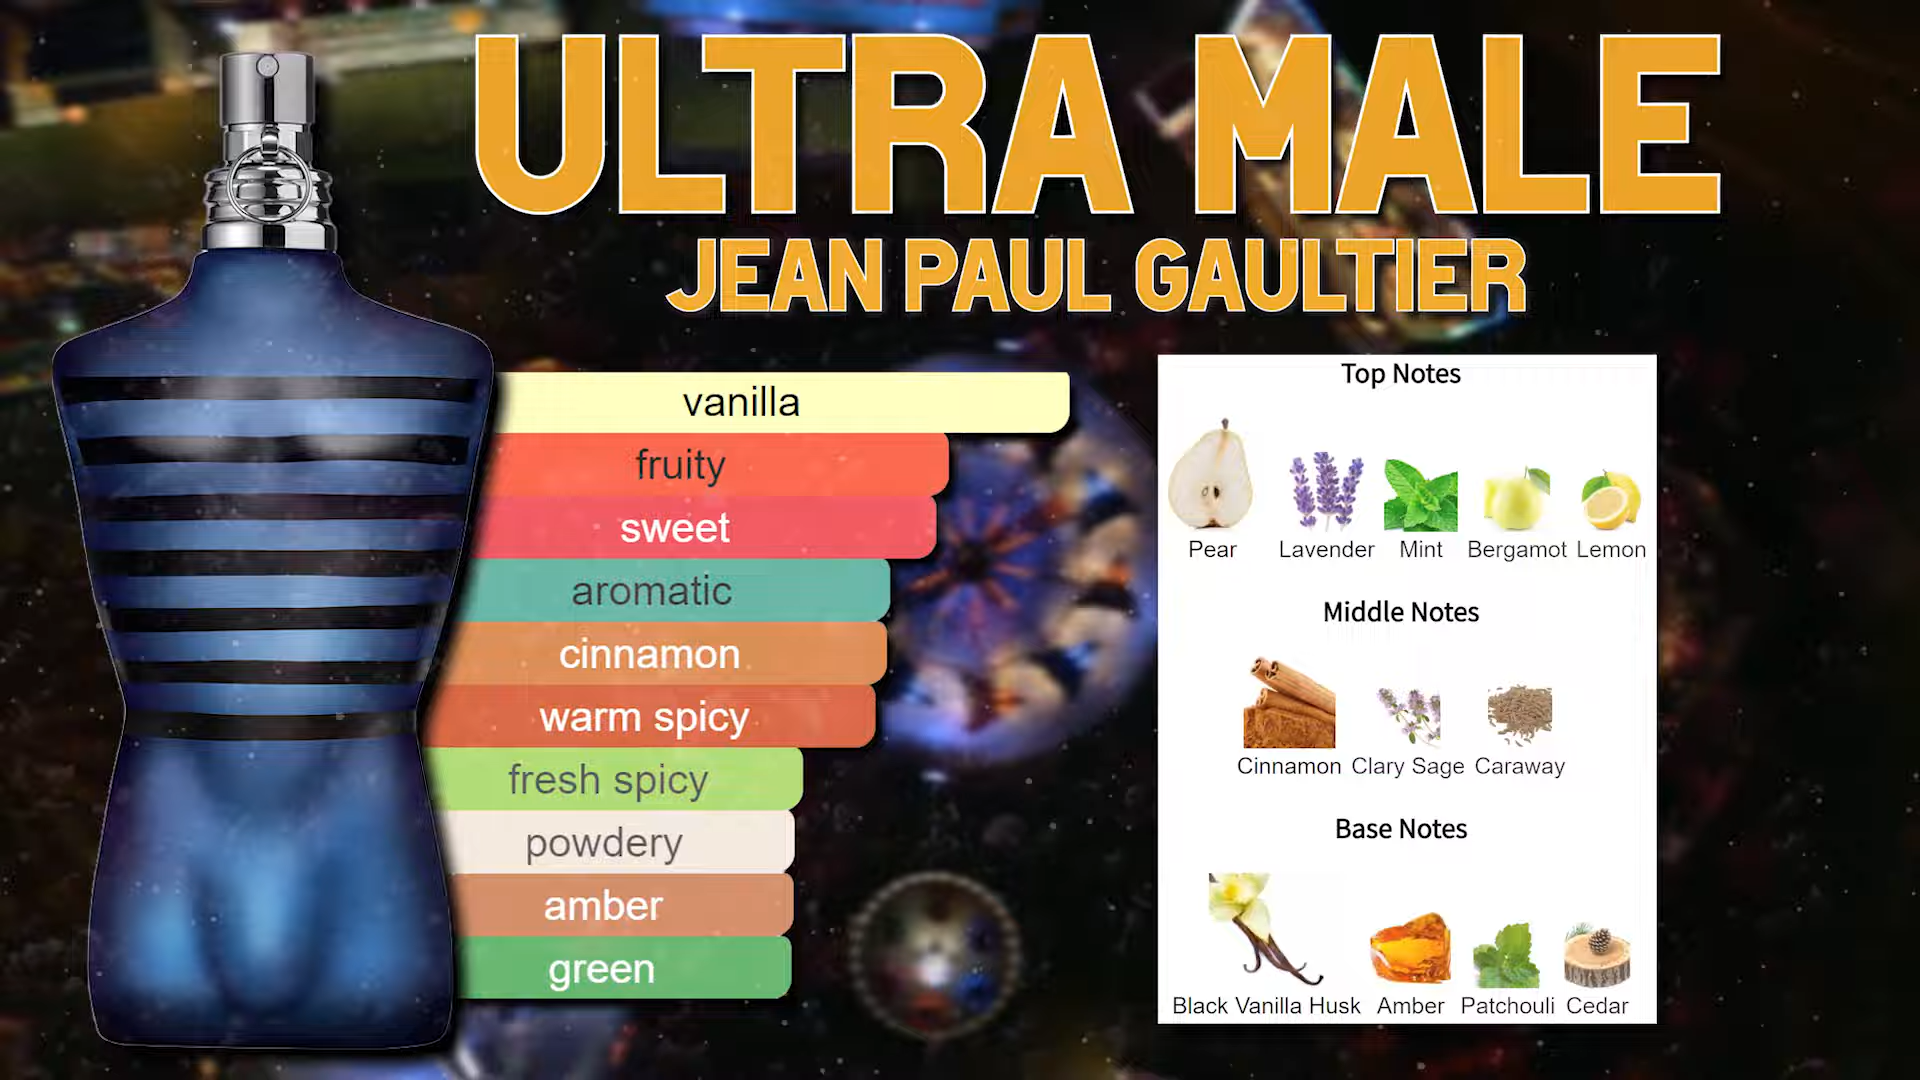 ULTRA MALE
JEAN PAUL GAULTIER
vanilla
fruity
sweet
aromatic
cinnamon
warm spicy
fresh spicy
powdery
amber
green
Top Notes
Pear Lavender Mint Bergamot Lemon
Middle Notes
Cinnamon Clary Sage Caraway
Base Notes
Black Vanilla Husk Amber Patchouli Cedar